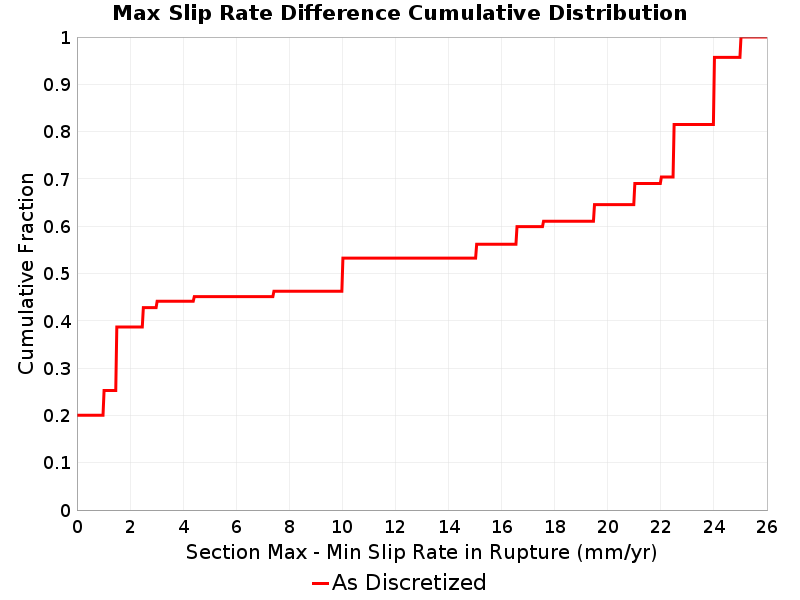 Max Slip Rate Difference Cumulative Distribution
1
0.9
0.8
0.7
0.6
0.5
0.4
0.3
0.2
0.1
0
Cumulative Fraction
0 2 4 6 8 10 12 14 16 18 20 22 24 26
Section Max - Min Slip Rate in Rupture (mm/yr)
As Discretized